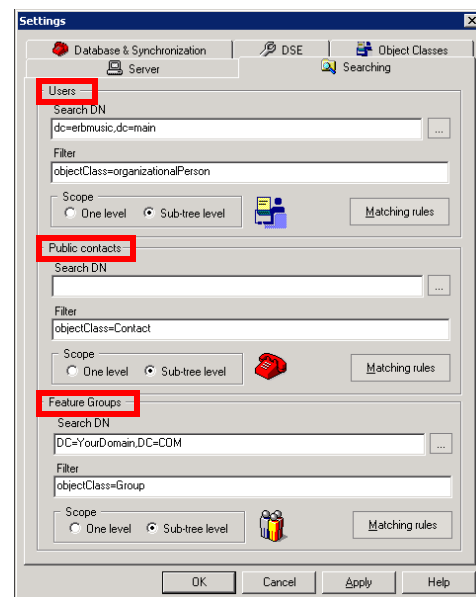 Settings
Database & Synchronization DSE Object Classes
Server Searching
Users
Search DN
dc=erbmusic,dc=main
...
Filter
objectClass=organizationalPerson
Scope
One level Sub-tree level
Matching rules
Public contacts
Search DN
...
Filter
objectClass=Contact
Scope
One level Sub-tree level
Matching rules
Feature Groups
Search DN
DC=YourDomain,DC=COM
...
Filter
objectClass=Group
Scope
One level Sub-tree level
Matching rules
OK Cancel Apply Help